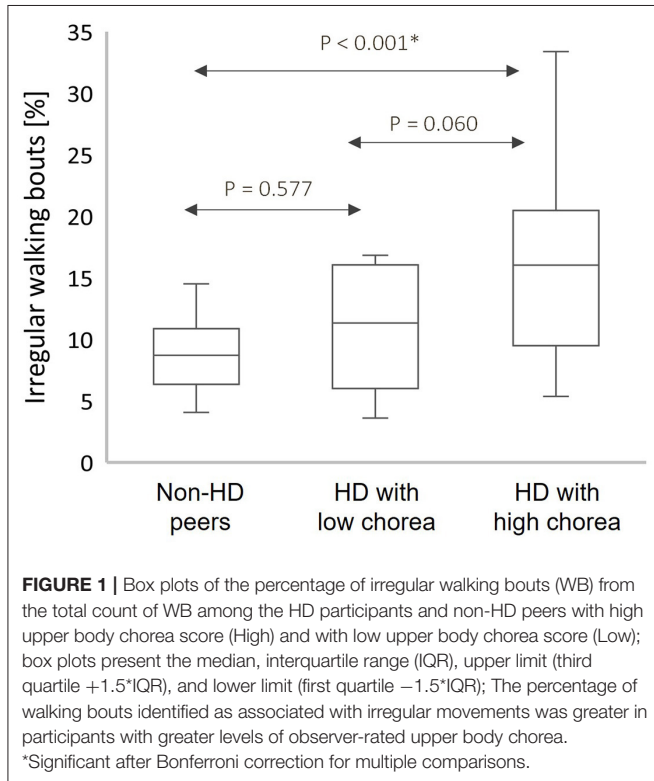 35
P < 0.001*
30
P = 0.060
25
P = 0.577
20
15
10
5
0
Irregular walking bouts [%]
Non-HD peers
HD with low chorea
HD with high chorea
FIGURE 1 | Box plots of the percentage of irregular walking bouts (WB) from
the total count of WB among the HD participants and non-HD peers with high
upper body chorea score (High) and with low upper body chorea score (Low);
box plots present the median, interquartile range (IQR), upper limit (third
quartile +1.5*IQR), and lower limit (first quartile −1.5*IQR); The percentage of
walking bouts identified as associated with irregular movements was greater in
participants with greater levels of observer-rated upper body chorea.
*Significant after Bonferroni correction for multiple comparisons.